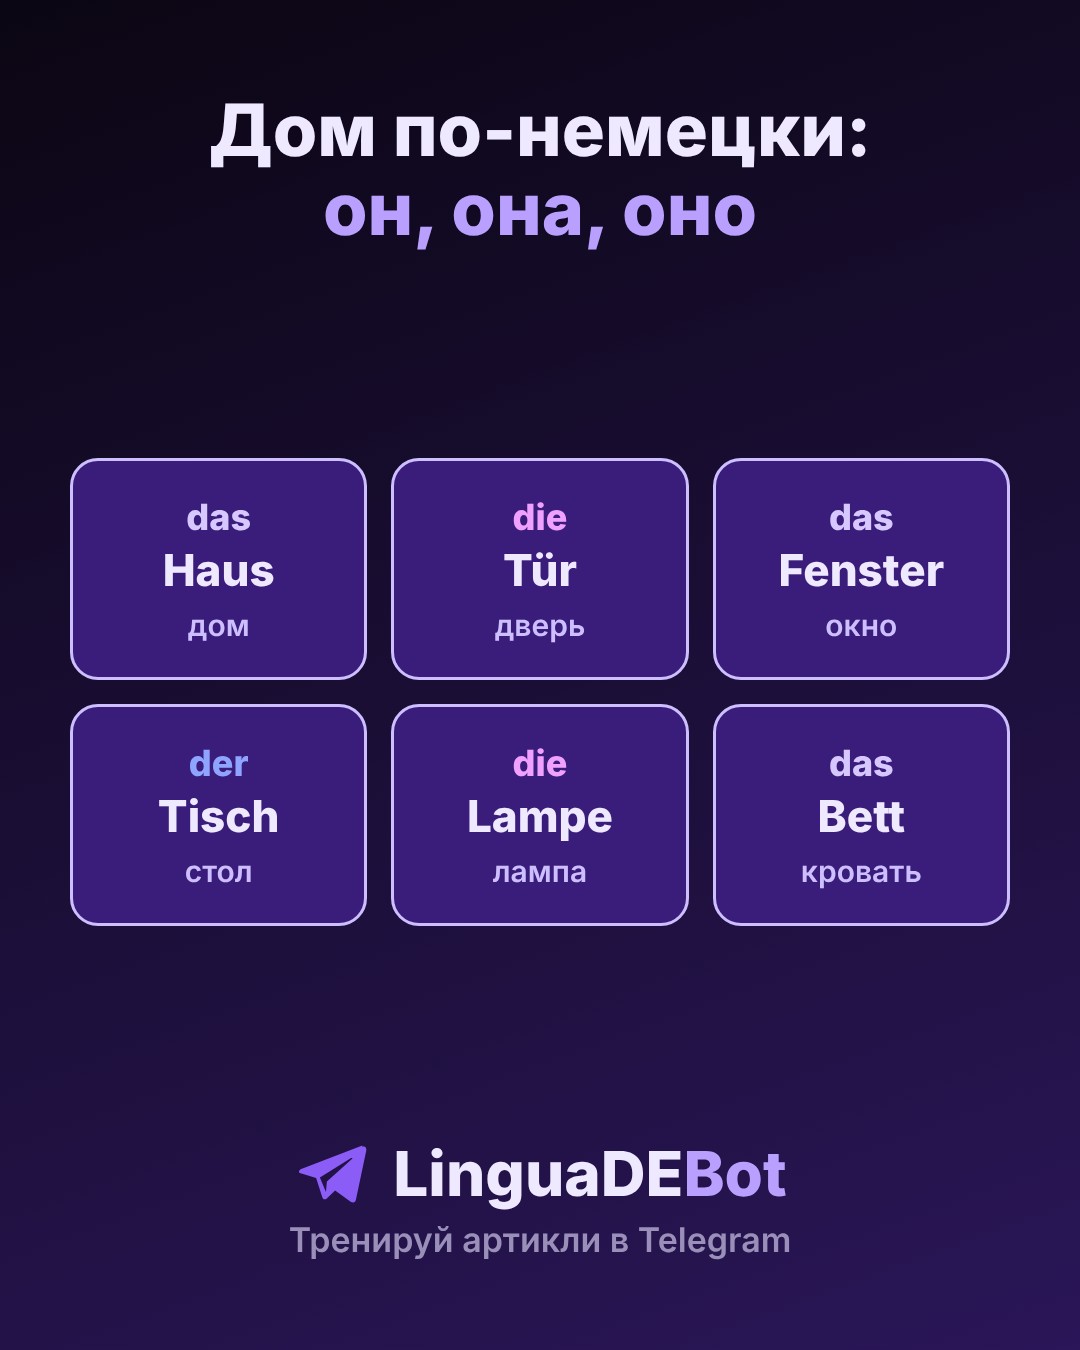 Дом по-немецки:
он, она, оно
das
Haus
дом
die
Tür
дверь
das
Fenster
окно
der
Tisch
стол
die
Lampe
лампа
das
Bett
кровать
LinguaDEBot
Тренируй артикли в Telegram